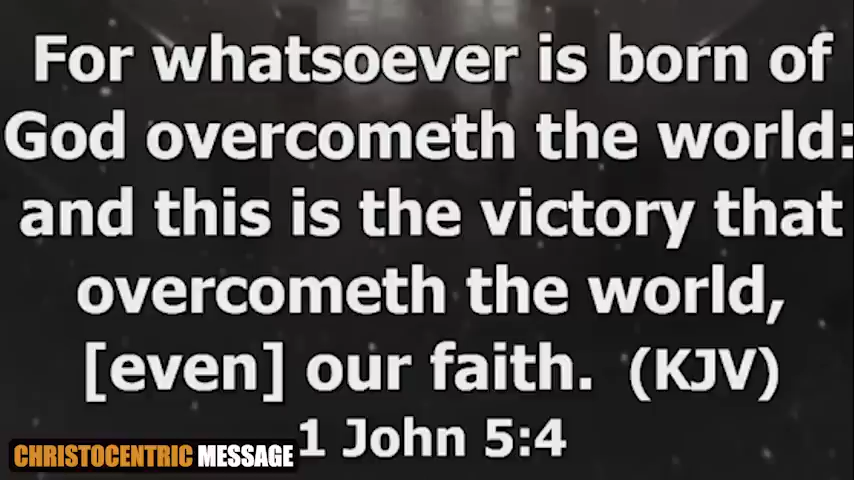 For whatsoever is born of
God overcometh the world:
and this is the victory that
overcometh the world,
[even] our faith. (KJV)
1 John 5:4
CHRISTOCENTRIC MESSAGE